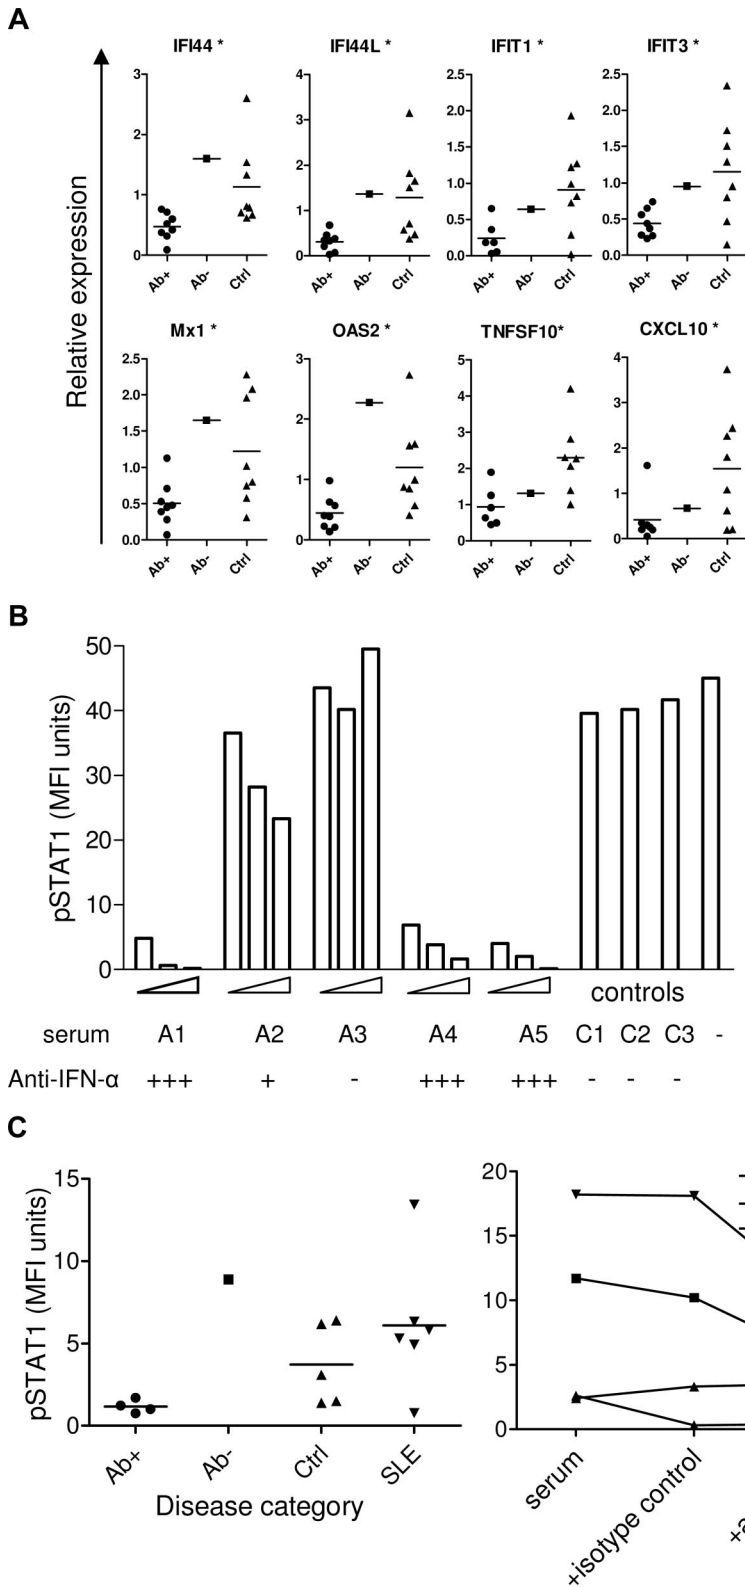 A
IFI44 *
IFI44L *
IFIT1 *
IFIT3 *
Relative expression
3
2
1
0
Ab+
Ab-
Ctrl
4
3
2
1
0
Ab+
Ab-
Ctrl
2.5
2.0
1.5
1.0
0.5
0.0
Ab+
Ab-
Ctrl
2.5
2.0
1.5
1.0
0.5
0.0
Ab+
Ab-
Ctrl
Mx1 *
OAS2 *
TNFSF10*
CXCL10 *
2.5
2.0
1.5
1.0
0.5
0.0
Ab+
Ab-
Ctrl
3
2
1
0
Ab+
Ab-
Ctrl
5
4
3
2
1
0
Ab+
Ab-
Ctrl
4
3
2
1
0
Ab+
Ab-
Ctrl
B
pSTAT1 (MFI units)
50
40
30
20
10
0
controls
serum A1 A2 A3 A4 A5 C1 C2 C3 -
Anti-IFN-α +++ + - +++ +++ - - -
C
pSTAT1 (MFI units)
15
10
5
0
Ab+
Ab-
Ctrl
SLE
Disease category
20
15
10
5
0
serum
+isotype control